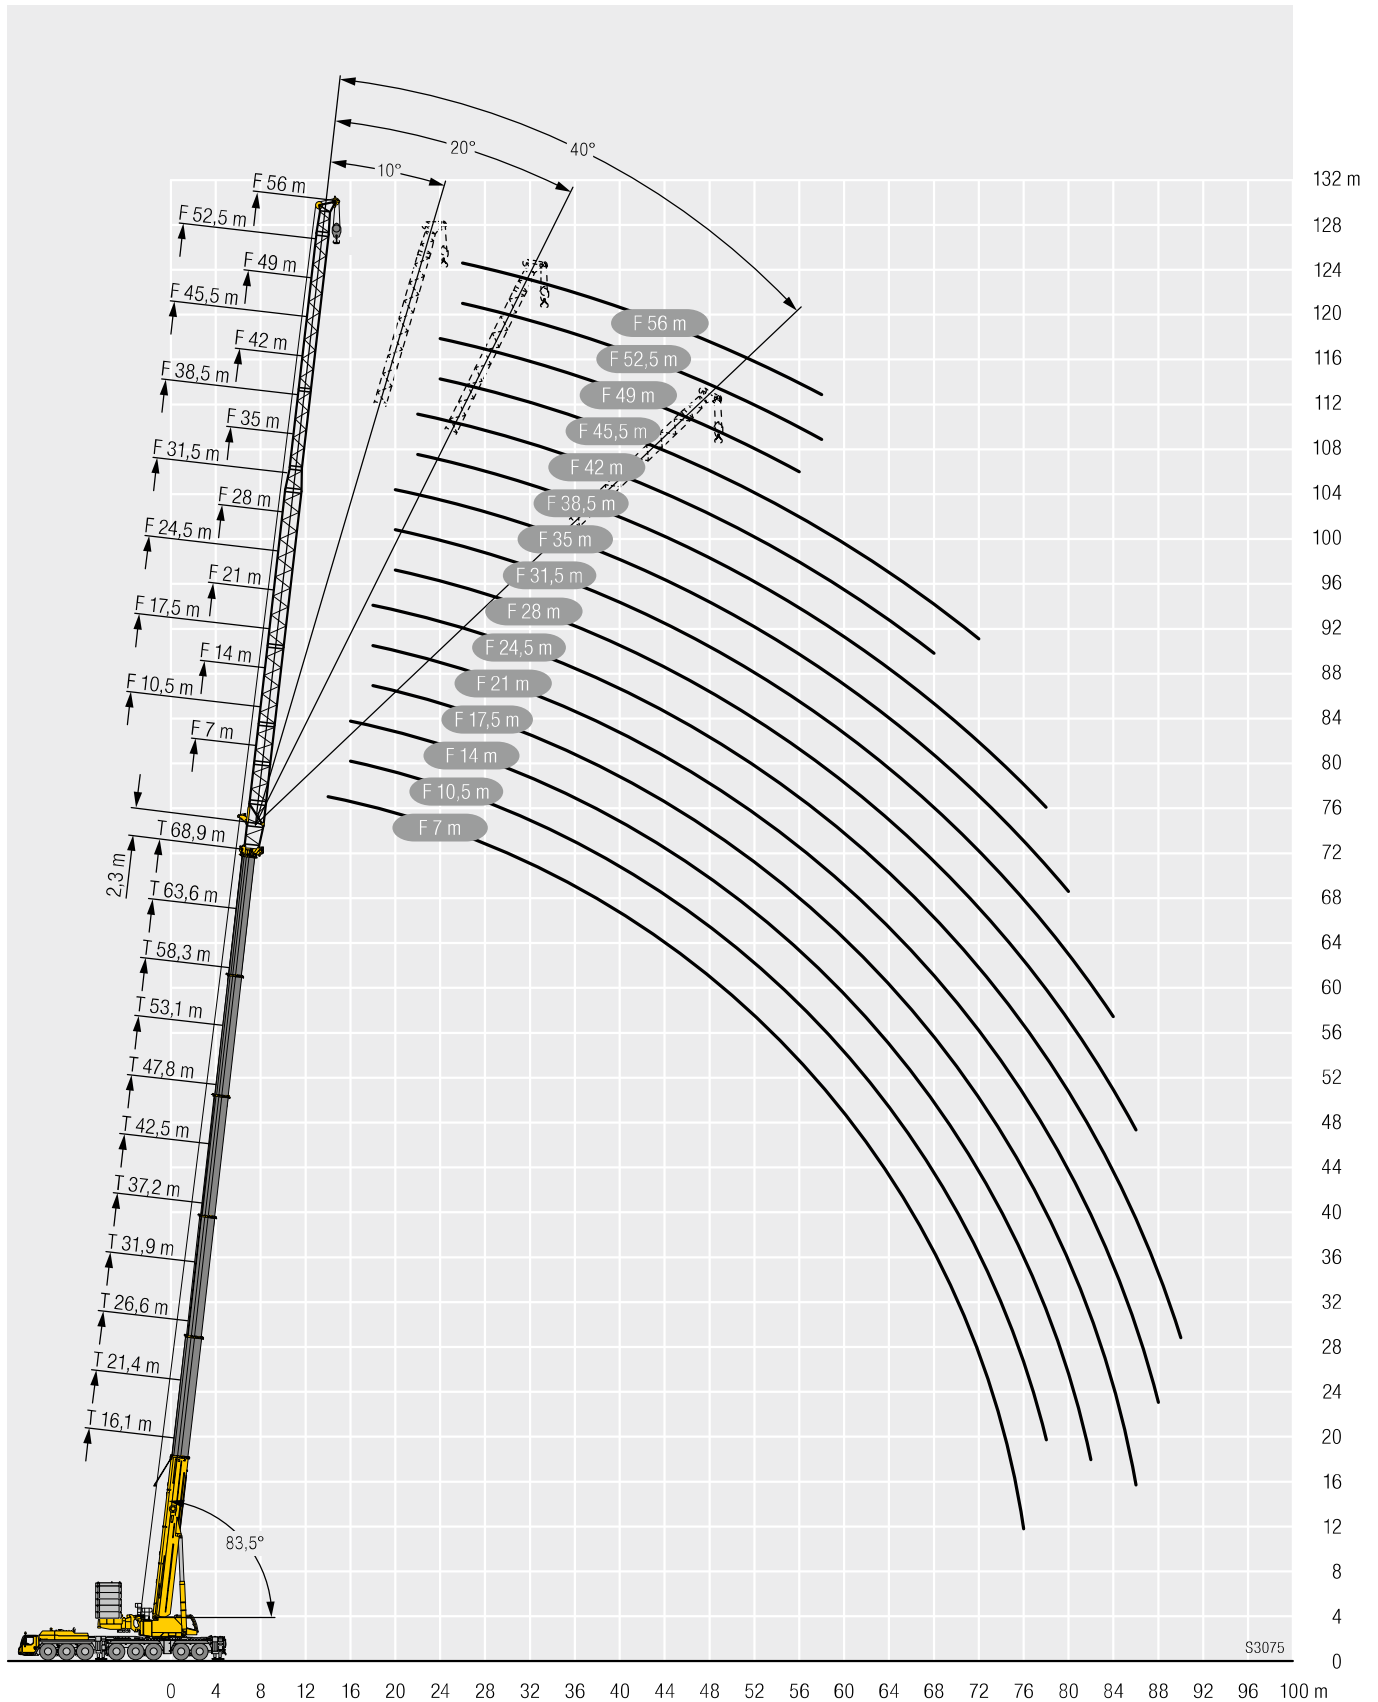 40°
20°
10°
F 56 m
F 52,5 m
F 49 m
F 45,5 m
F 42 m
F 38,5 m
F 35 m
F 31,5 m
F 28 m
F 24,5 m
F 21 m
F 17,5 m
F 14 m
F 10,5 m
F 7 m
T 68,9 m
2,3 m
T 63,6 m
T 58,3 m
T 53,1 m
T 47,8 m
T 42,5 m
T 37,2 m
T 31,9 m
T 26,6 m
T 21,4 m
T 16,1 m
83,5°
F 56 m
F 52,5 m
F 49 m
F 45,5 m
F 42 m
F 38,5 m
F 35 m
F 31,5 m
F 28 m
F 24,5 m
F 21 m
F 17,5 m
F 14 m
F 10,5 m
F 7 m
132 m
128
124
120
116
112
108
104
100
96
92
88
84
80
76
72
68
64
60
56
52
48
44
40
36
32
28
24
20
16
12
8
4
0
S3075
0 4 8 12 16 20 24 28 32 36 40 44 48 52 56 60 64 68 72 76 80 84 88 92 96 100 m